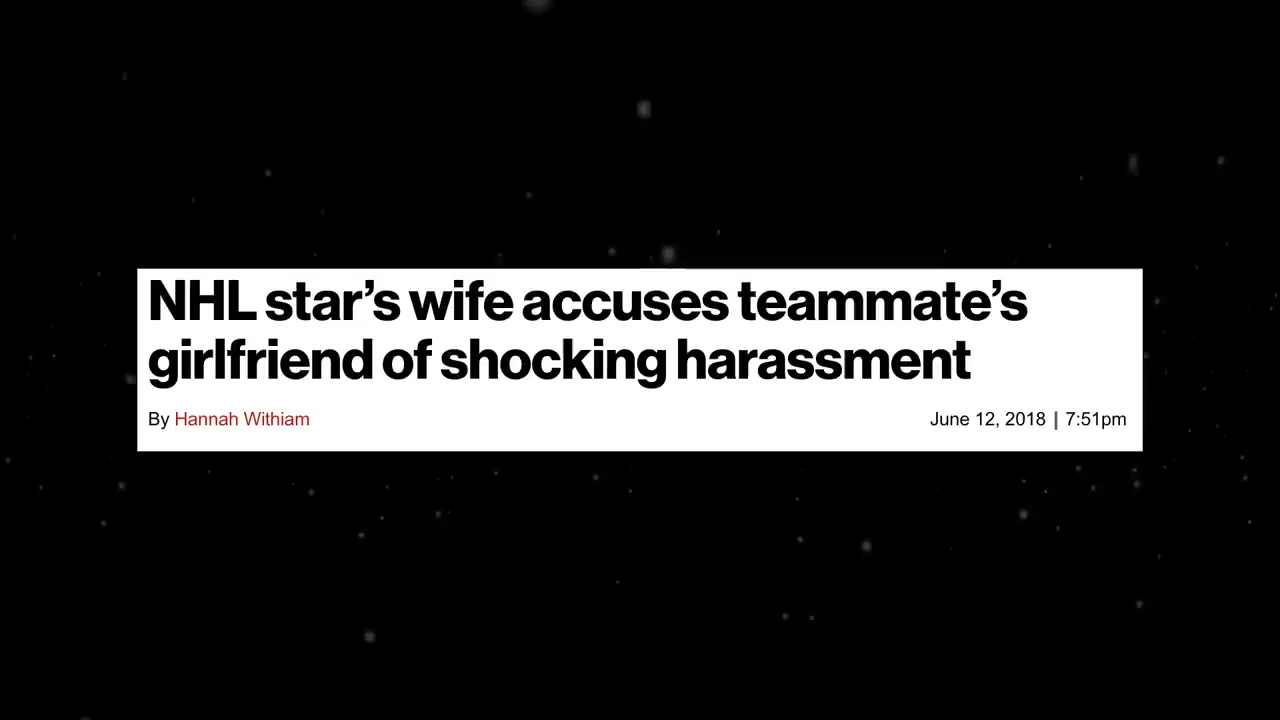 NHL star’s wife accuses teammate’s
girlfriend of shocking harassment
By Hannah Withiam June 12, 2018 | 7:51pm